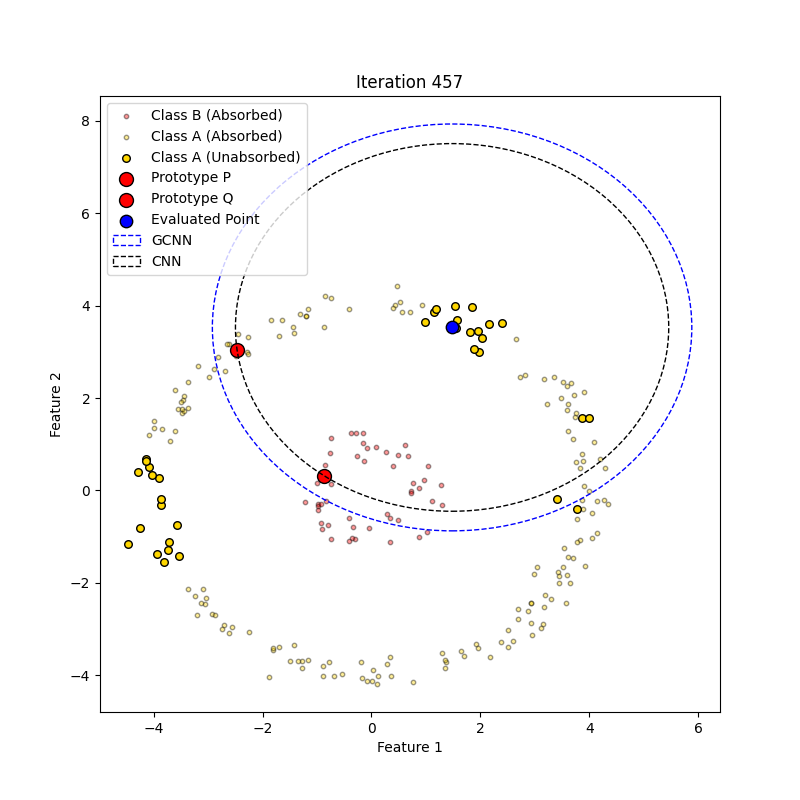 Iteration 457
Class B (Absorbed)
Class A (Absorbed)
Class A (Unabsorbed)
Prototype P
Prototype Q
Evaluated Point
GCNN
CNN
Feature 2
8
6
4
2
0
−2
−4
−4 −2 0 2 4 6
Feature 1